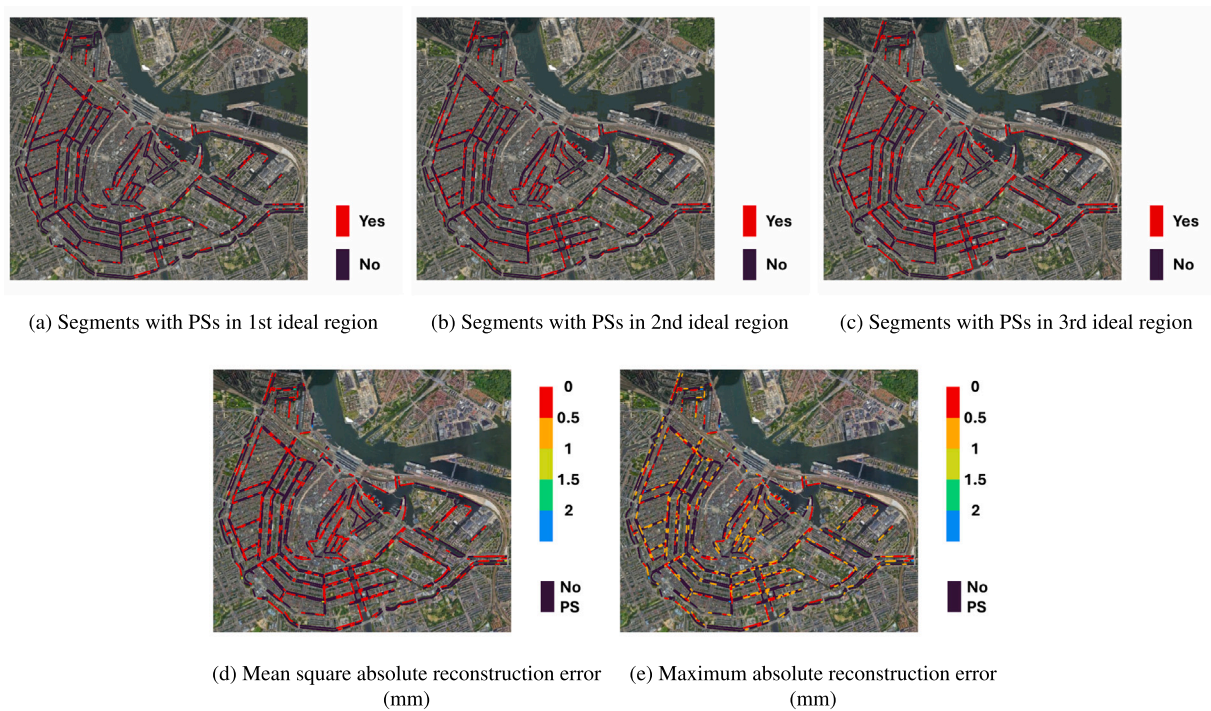 Yes
No
Yes
No
Yes
No
(a) Segments with PSs in 1st ideal region
(b) Segments with PSs in 2nd ideal region
(c) Segments with PSs in 3rd ideal region
0
0.5
1
1.5
2
No
PS
0
0.5
1
1.5
2
No
PS
(d) Mean square absolute reconstruction error
(mm)
(e) Maximum absolute reconstruction error
(mm)